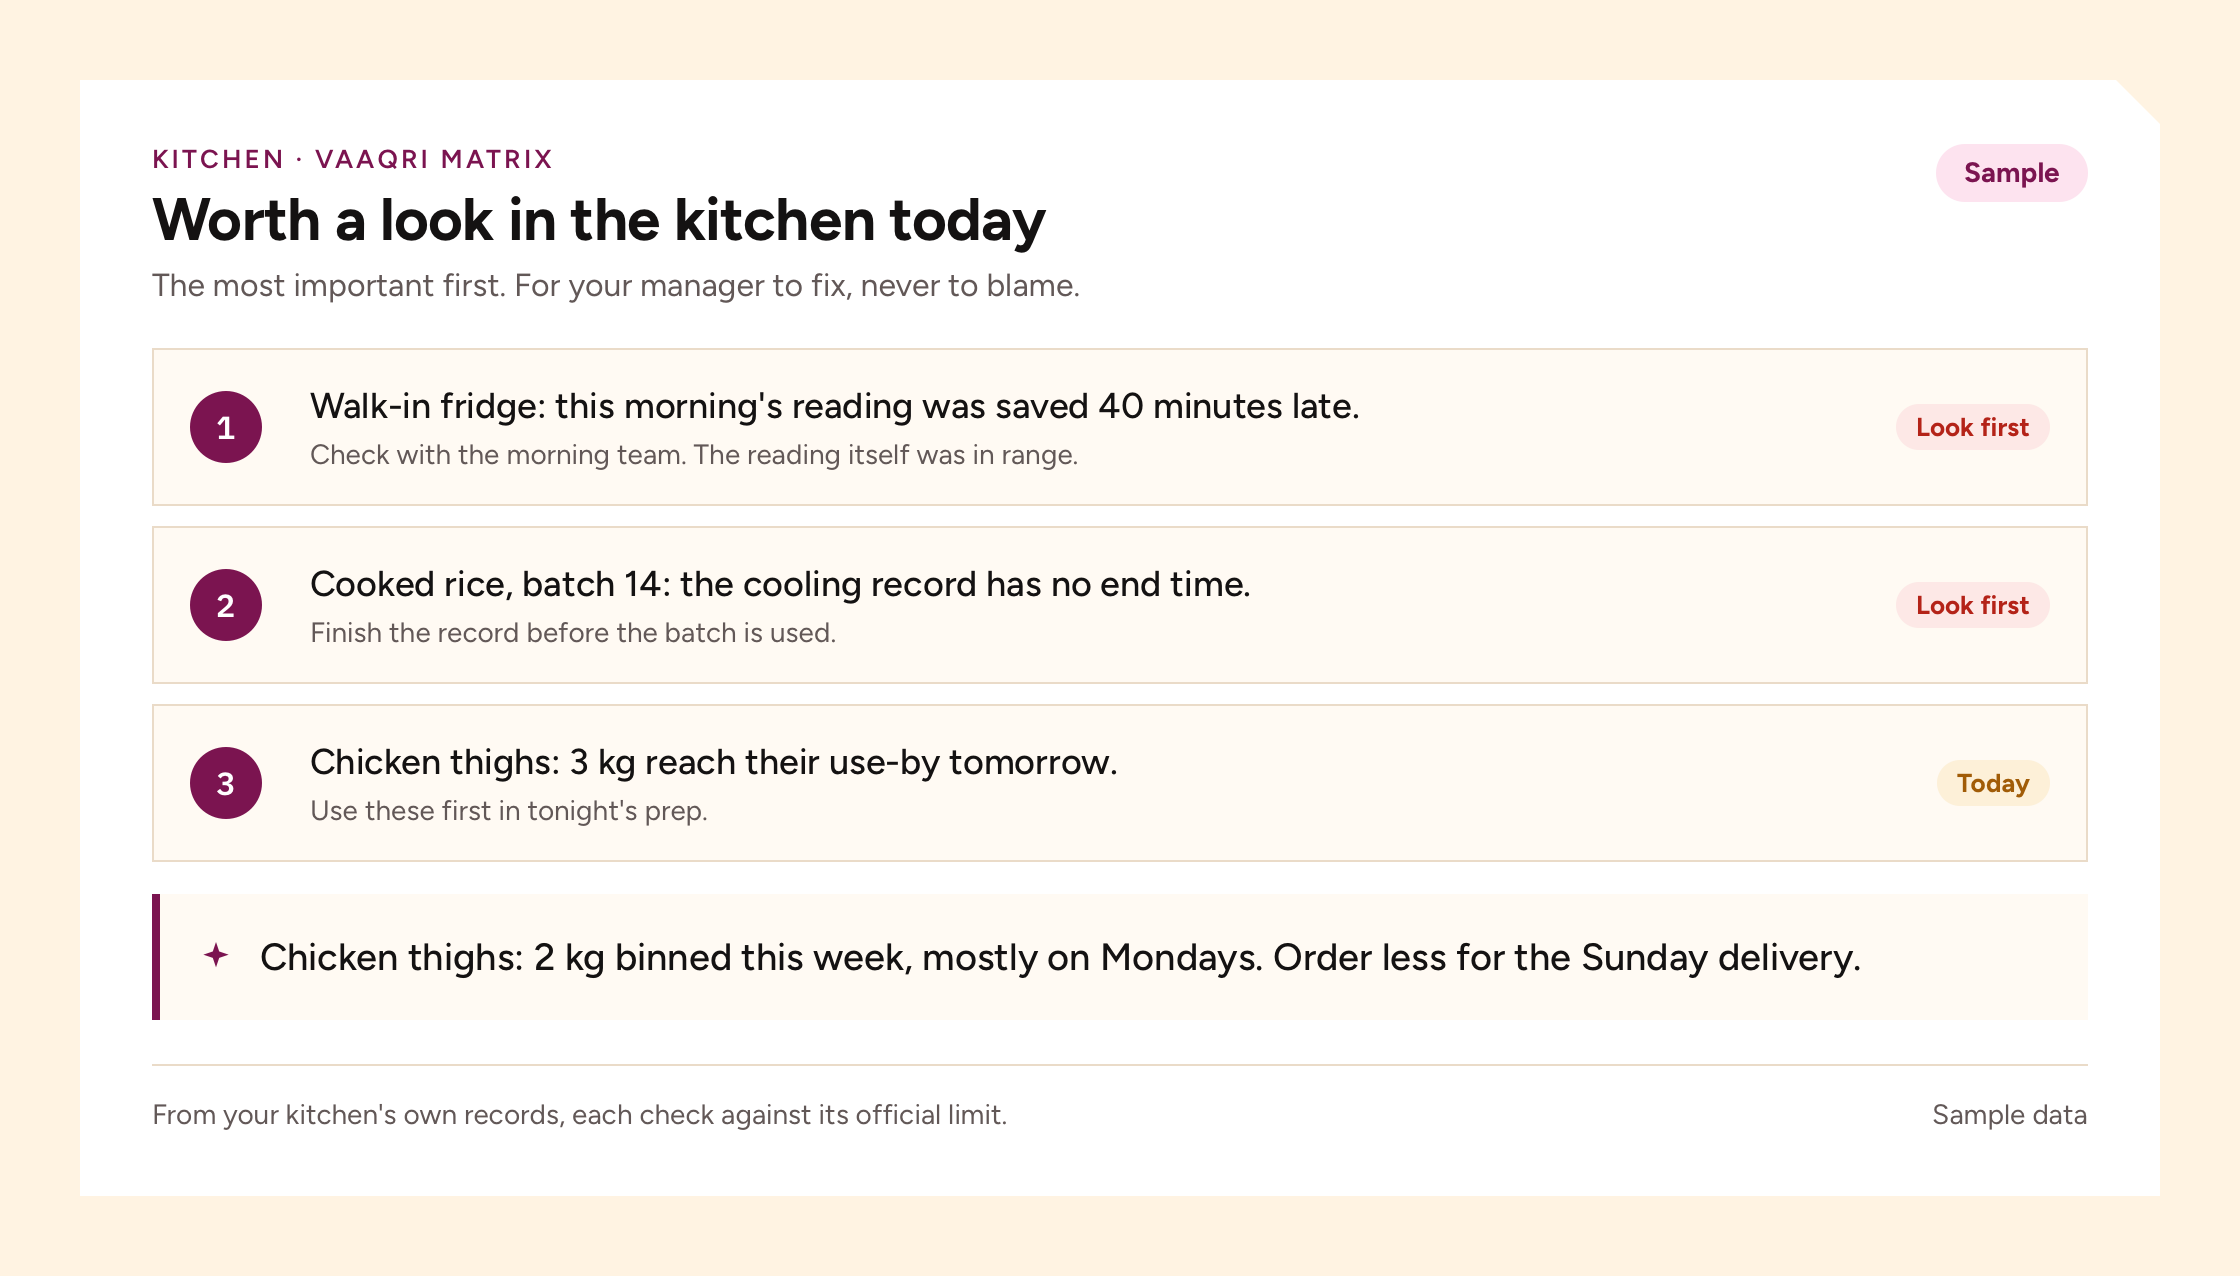 KITCHEN · VAAQRI MATRIX
Sample
Worth a look in the kitchen today
The most important first. For your manager to fix, never to blame.
1
Walk-in fridge: this morning's reading was saved 40 minutes late.
Check with the morning team. The reading itself was in range.
Look first
2
Cooked rice, batch 14: the cooling record has no end time.
Finish the record before the batch is used.
Look first
3
Chicken thighs: 3 kg reach their use-by tomorrow.
Use these first in tonight's prep.
Today
Chicken thighs: 2 kg binned this week, mostly on Mondays. Order less for the Sunday delivery.
From your kitchen's own records, each check against its official limit.
Sample data